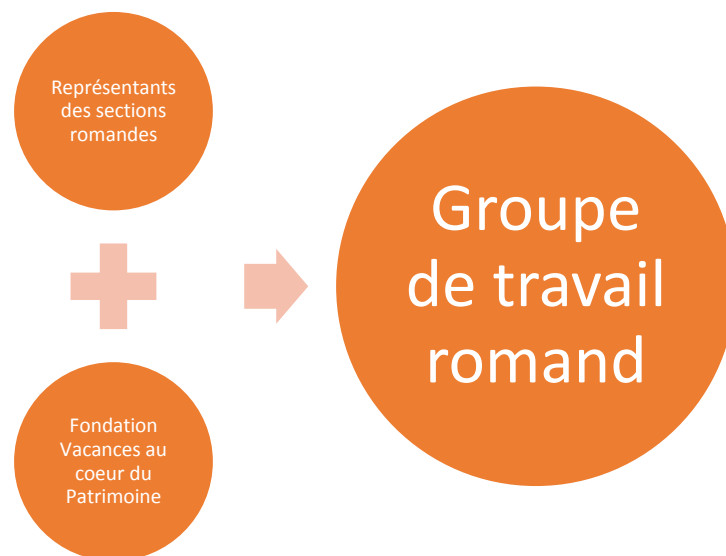 Représentants
des sections
romandes
Fondation
Vacances au
coeur du
Patrimoine
Groupe
de travail
romand